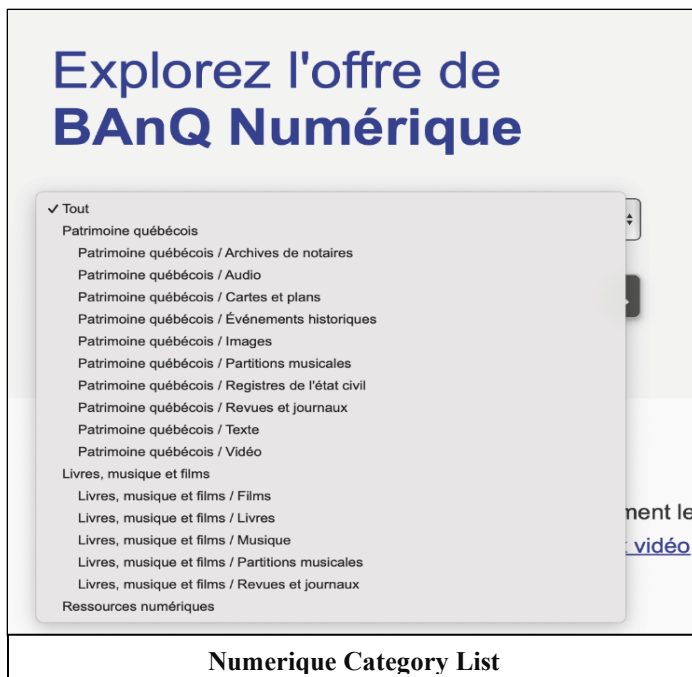 Explorez l'offre de
BAnQ Numérique
✓ Tout
Patrimoine québécois
Patrimoine québécois / Archives de notaires
Patrimoine québécois / Audio
Patrimoine québécois / Cartes et plans
Patrimoine québécois / Événements historiques
Patrimoine québécois / Images
Patrimoine québécois / Partitions musicales
Patrimoine québécois / Registres de l'état civil
Patrimoine québécois / Revues et journaux
Patrimoine québécois / Texte
Patrimoine québécois / Vidéo
Livres, musique et films
Livres, musique et films / Films
Livres, musique et films / Livres
ment le
Livres, musique et films / Musique
vidéo
Livres, musique et films / Partitions musicales
Livres, musique et films / Revues et journaux
Ressources numériques
Numerique Category List